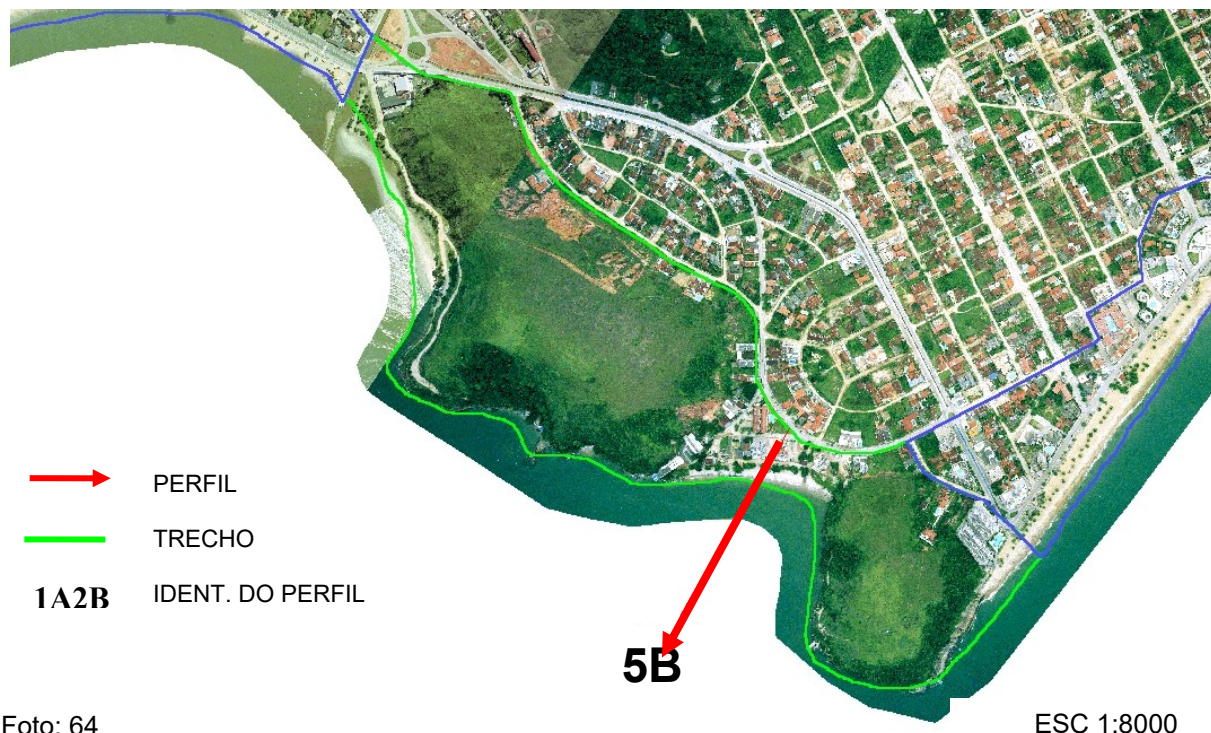 PERFIL
TRECHO
1A2B IDENT. DO PERFIL
5B
Foto: 64
ESC 1:8000